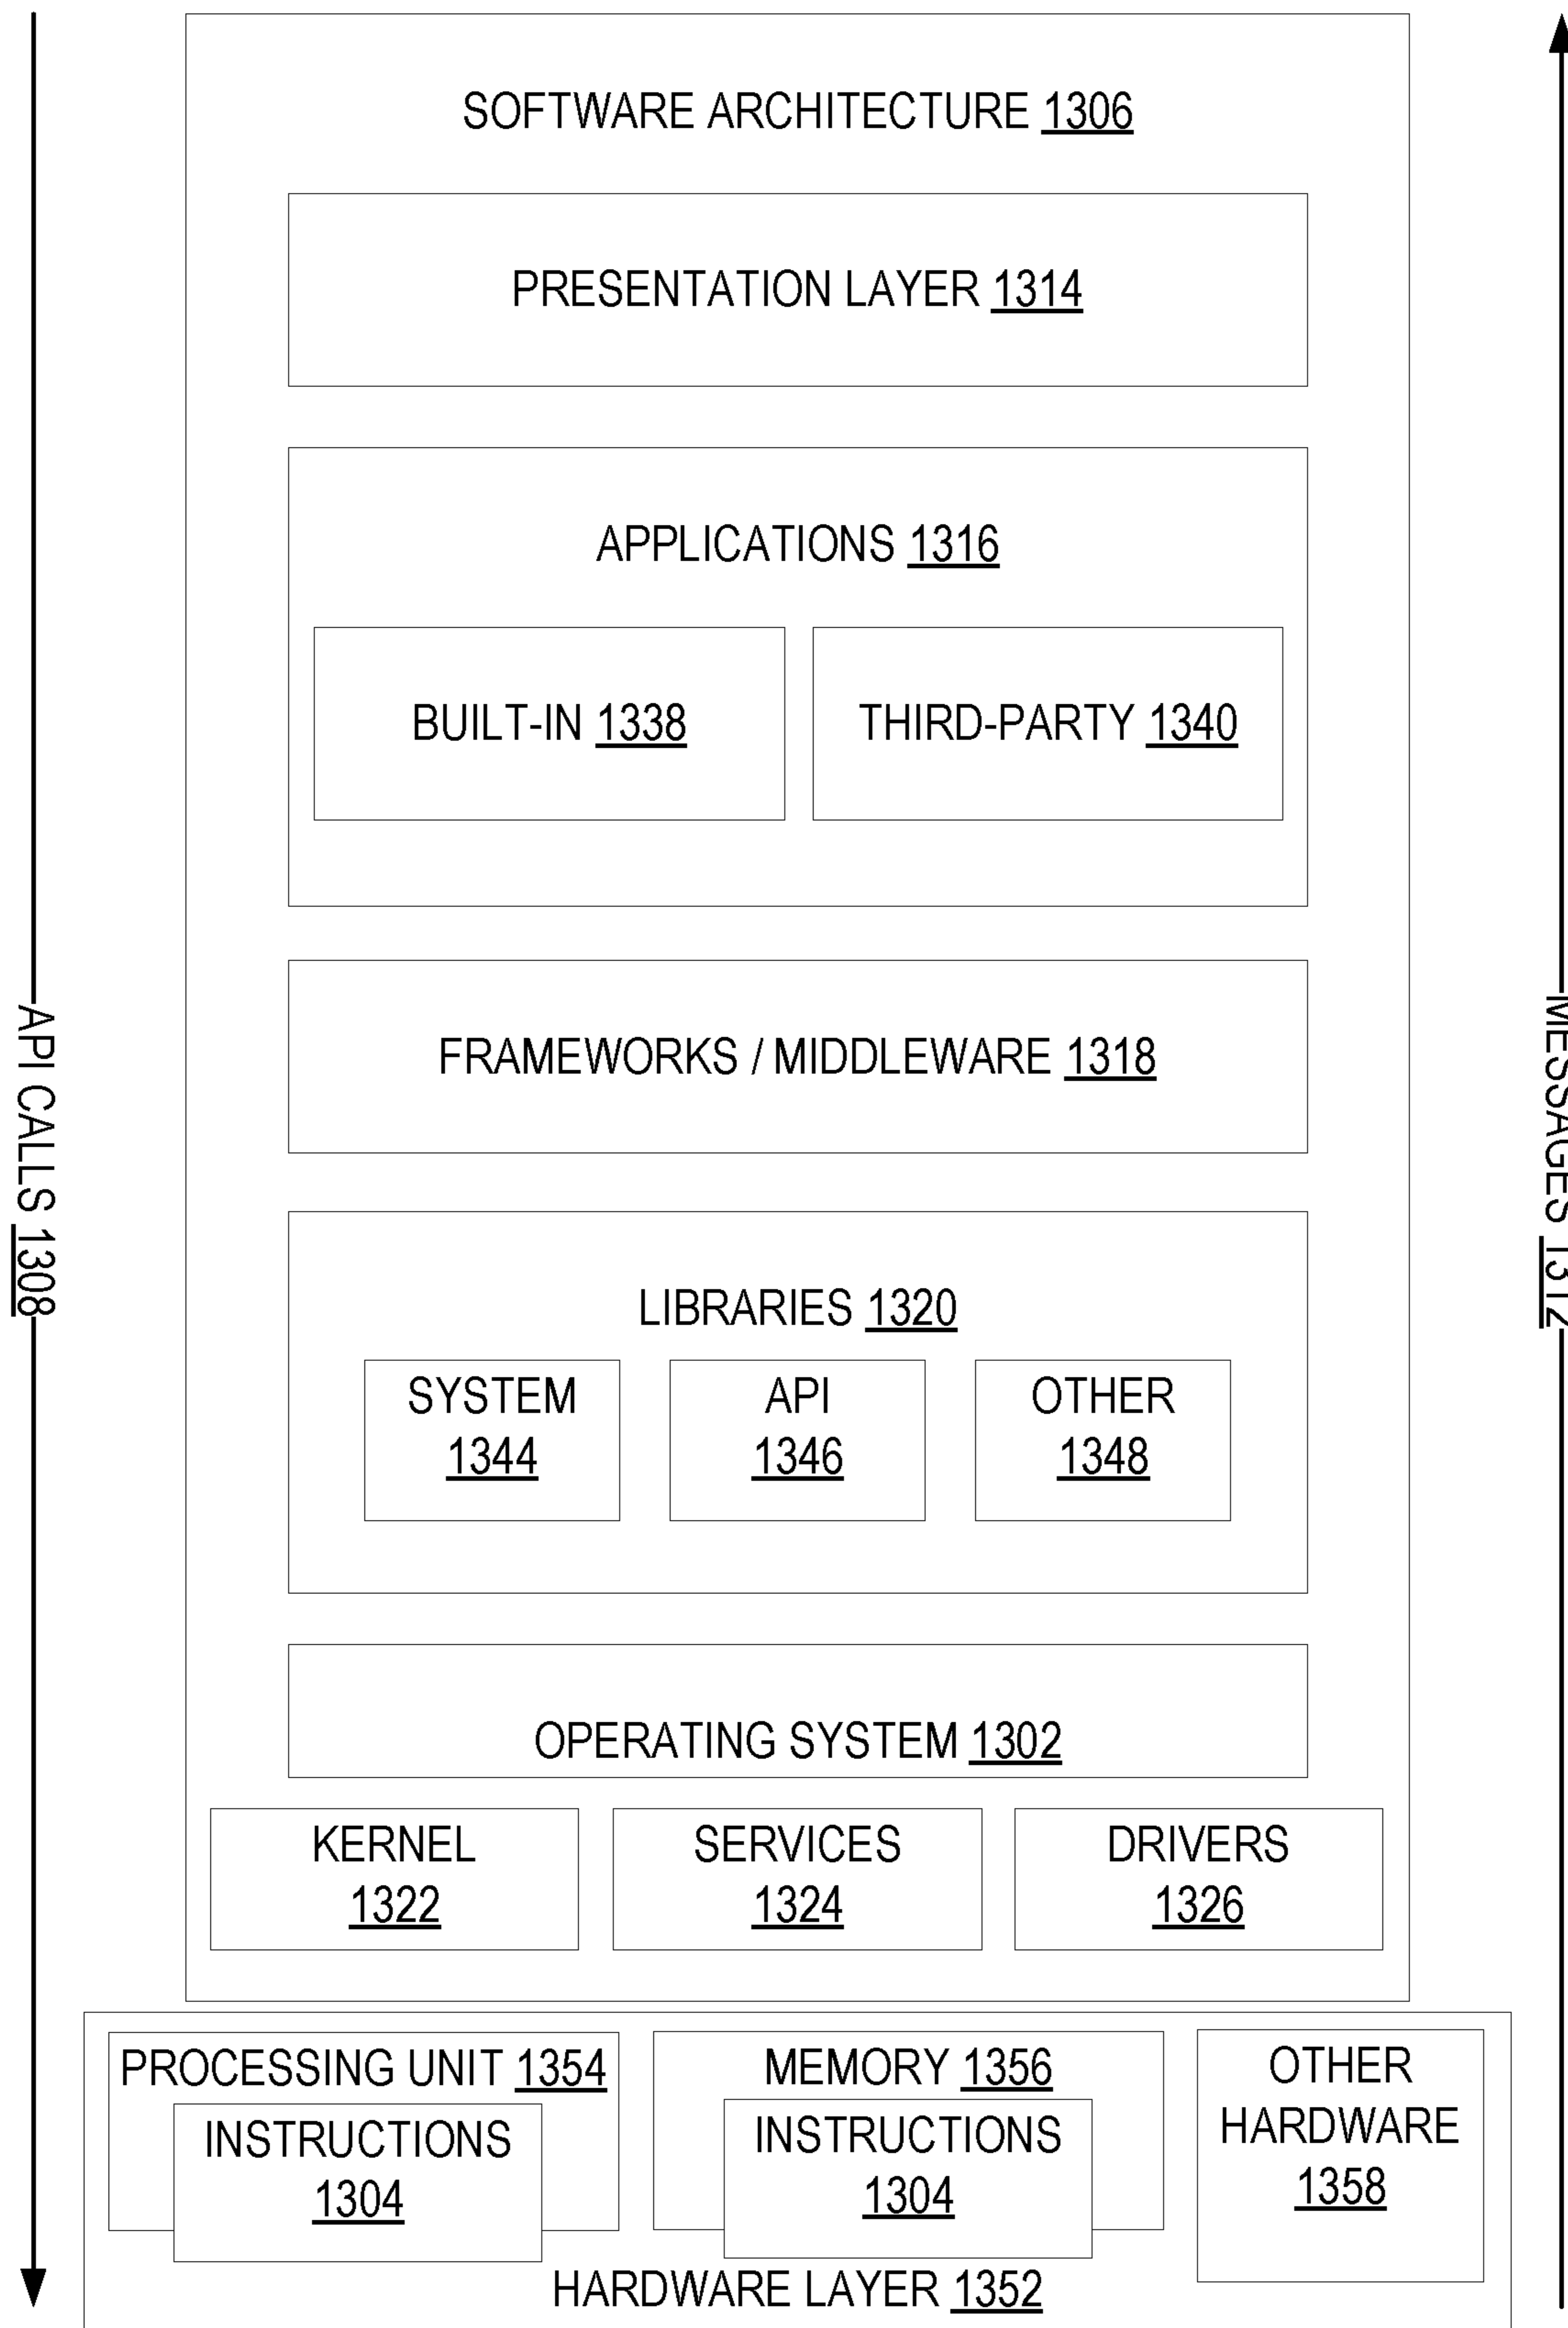 SOFTWARE ARCHITECTURE 1306
PRESENTATION LAYER 1314
APPLICATIONS 1316
BUILT-IN 1338
THIRD-PARTY 1340
FRAMEWORKS / MIDDLEWARE 1318
API CALLS 1308
MESSAGES 1312
LIBRARIES 1320
SYSTEM
1344
API
1346
OTHER
1348
OPERATING SYSTEM 1302
KERNEL
1322
SERVICES
1324
DRIVERS
1326
PROCESSING UNIT 1354
INSTRUCTIONS
1304
MEMORY 1356
INSTRUCTIONS
1304
OTHER
HARDWARE
1358
HARDWARE LAYER 1352